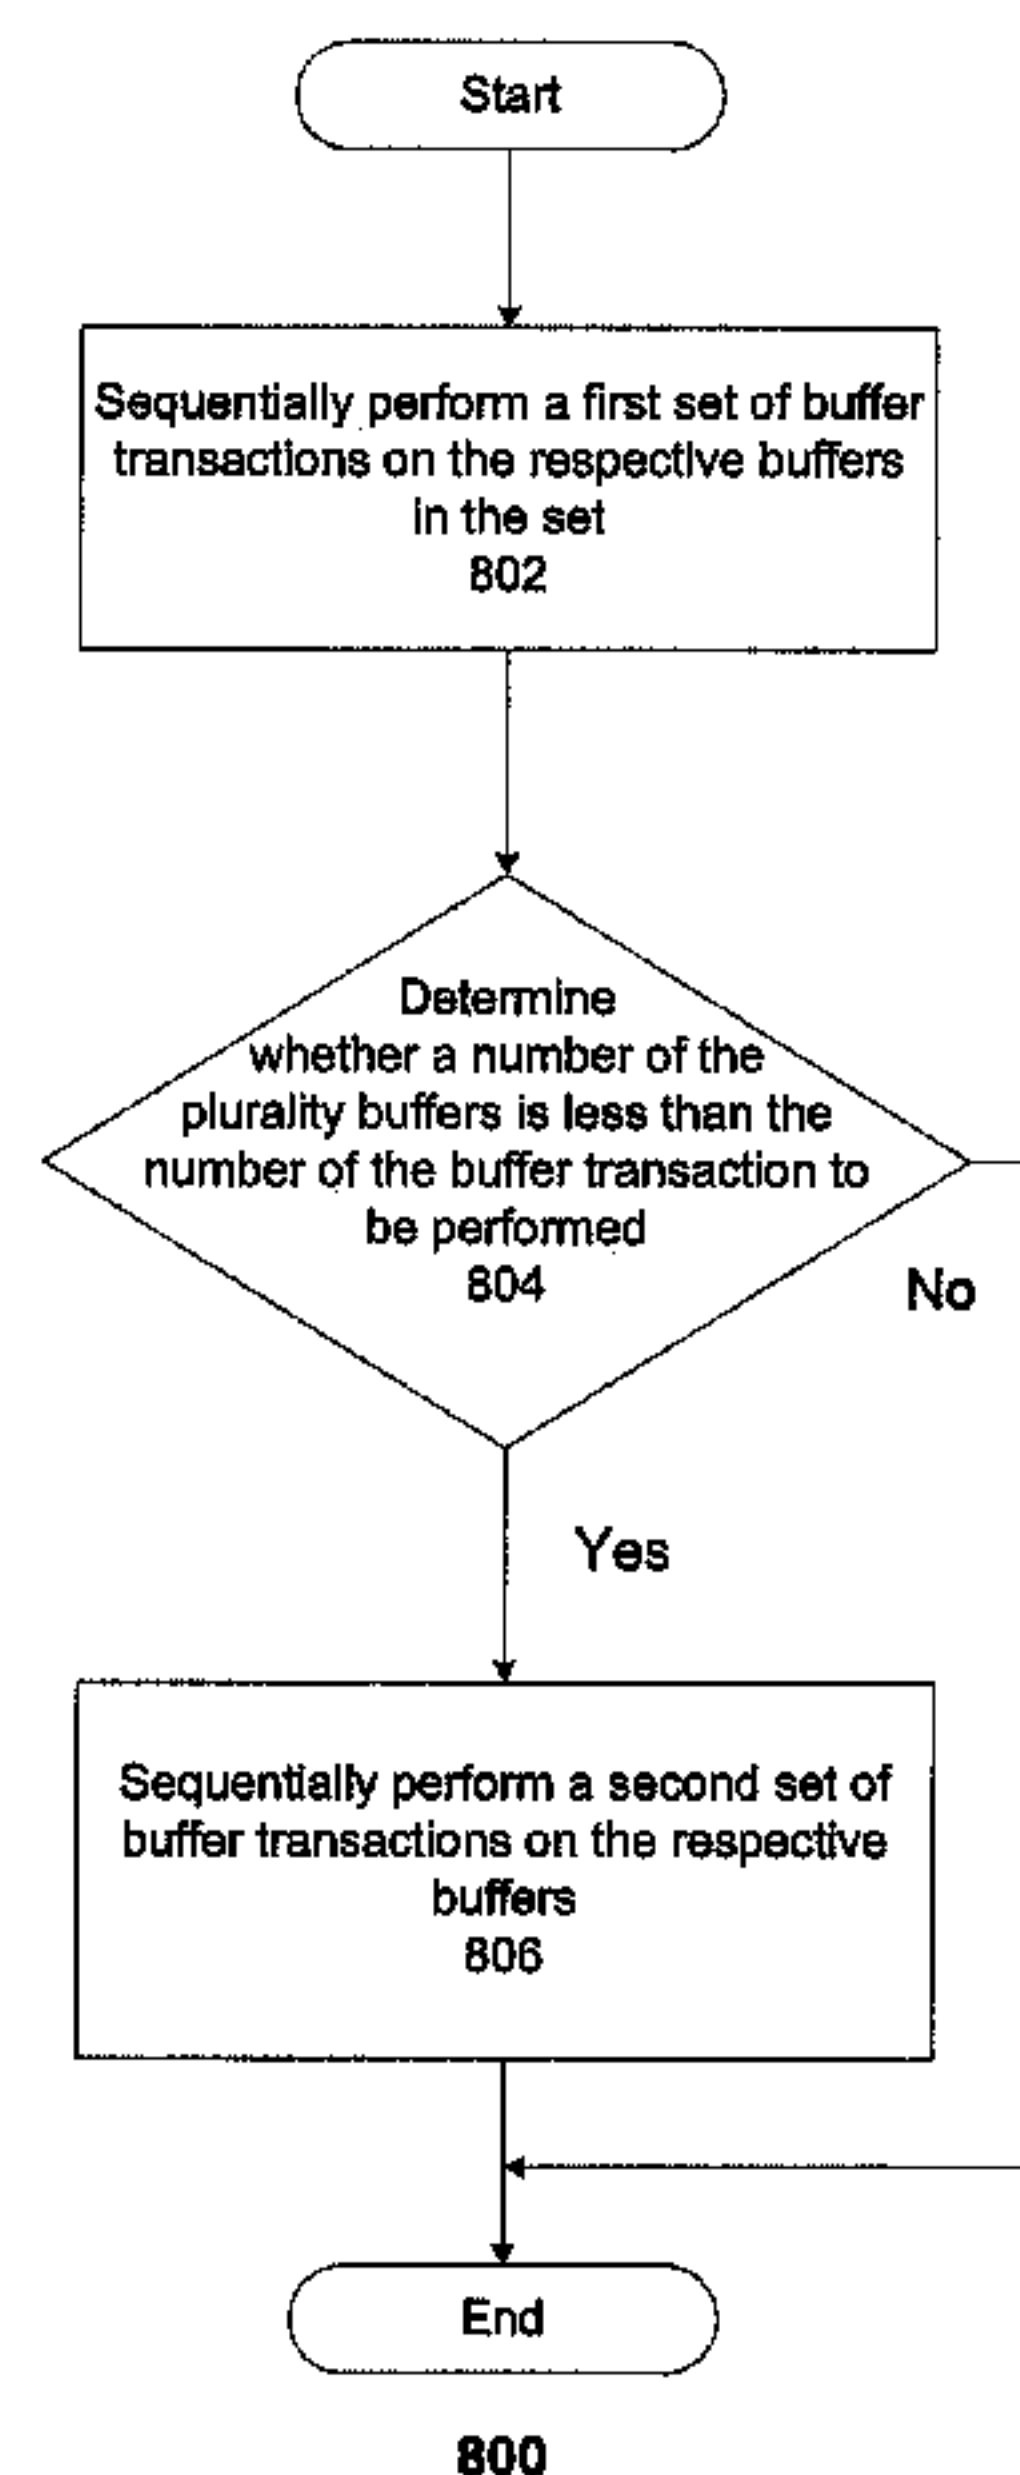 Start
Sequentially perform a first set of buffer
transactions on the respective buffers
in the set
802
Determine
whether a number of the
plurality buffers is less than the
number of the buffer transaction to
be performed
804
No
Yes
Sequentially perform a second set of
buffer transactions on the respective
buffers
806
End
800